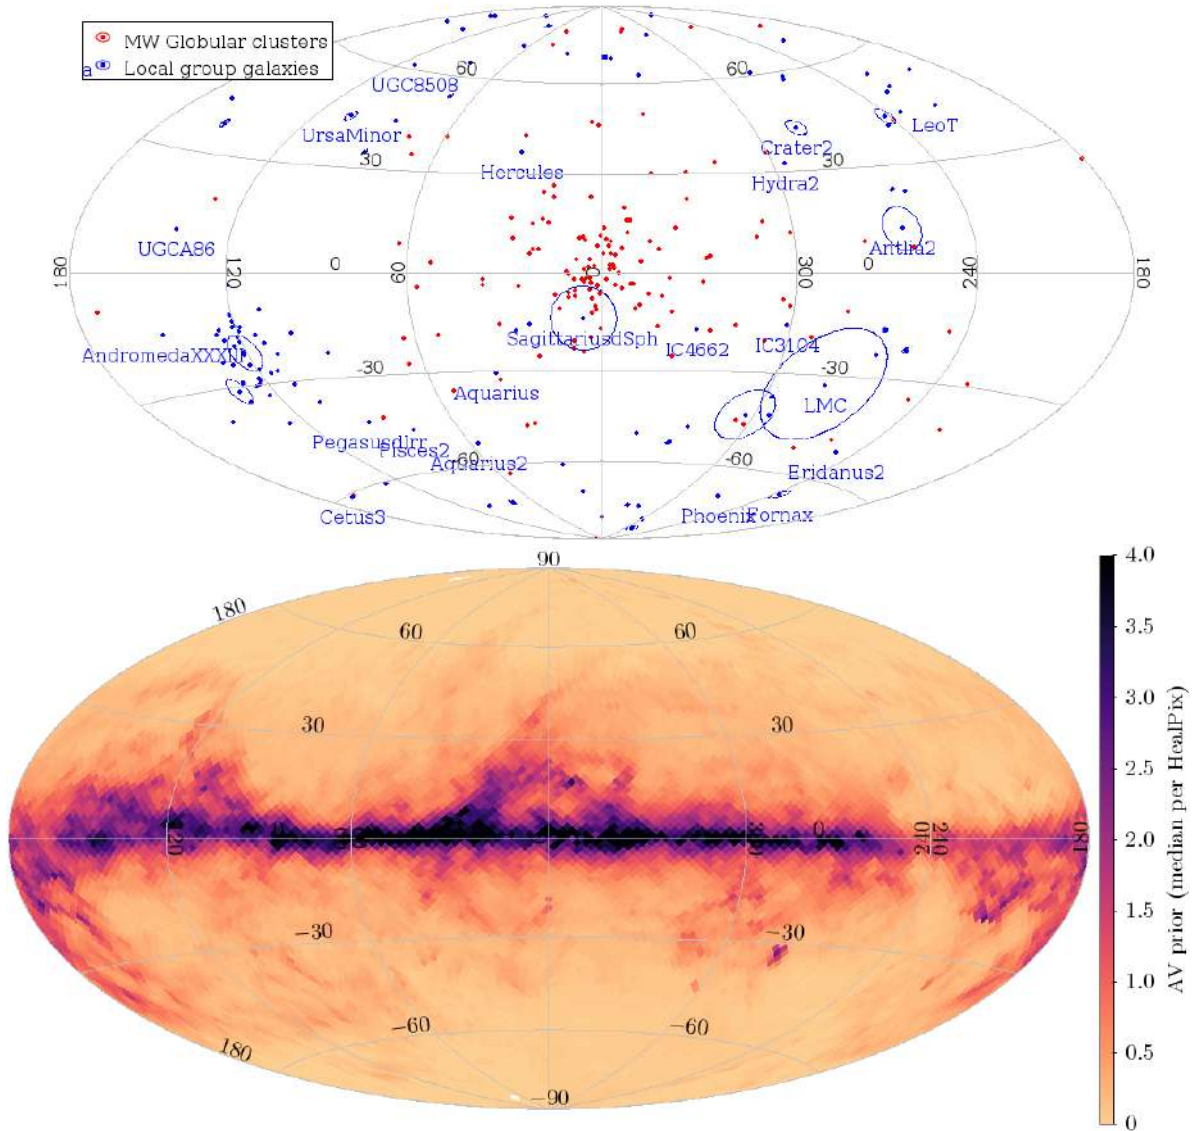 MW Globular clusters
a Local group galaxies
60 60
UGC8508
UrsaMinor LeoT
Crater2
30 30
Hercules Hydra2
UGCA86 Antlia2
180 120 0 60 0 300 0 240 180
SagittariusdSph
IC4662 IC3104
-30 -30
Aquarius LMC
PegasusdIrr
Pisces2
Aquarius2 -60 -60
Eridanus2
Cetus3 Phoenix Fornax
90
180
60 60
30 30
120 60 0 300 0 240 240 180
-30 -30
-60 -60
180
-90
4.0
3.5
3.0
2.5
2.0
1.5
1.0
0.5
0
AV prior (median per HealPix)